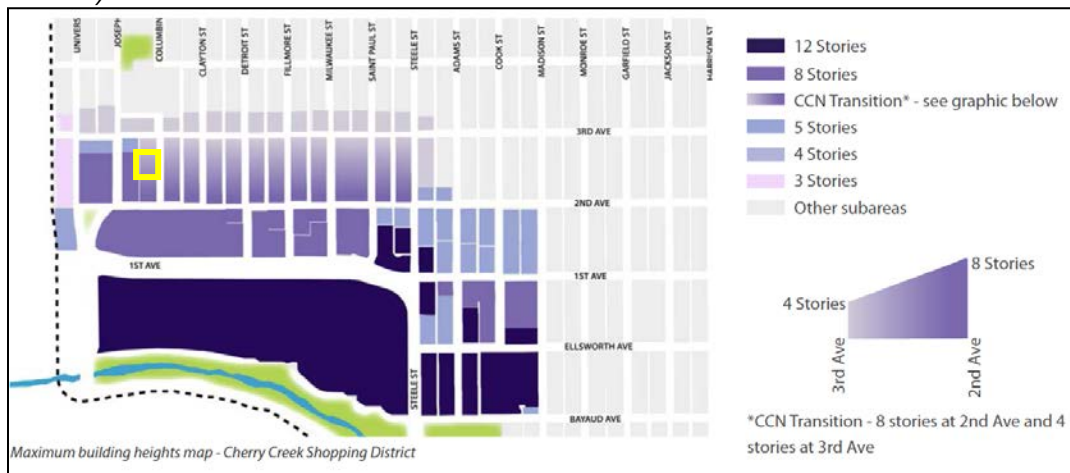 UNIVERS
JOSEPH
COLUMBIN
CLAYTON ST
DETROIT ST
FILLMORE ST
MILWAUKEE ST
SAINT PAUL ST
STEELE ST
ADAMS ST
COOK ST
MADISON ST
MONROE ST
GARFIELD ST
JACKSON ST
HARRISON ST
12 Stories
8 Stories
CCN Transition* - see graphic below
5 Stories
4 Stories
3 Stories
Other subareas
3RD AVE
2ND AVE
1ST AVE
1ST AVE
ELLSWORTH AVE
STEELE ST
BAYAUD AVE
8 Stories
4 Stories
3rd Ave
2nd Ave
*CCN Transition - 8 stories at 2nd Ave and 4
stories at 3rd Ave
Maximum building heights map - Cherry Creek Shopping District